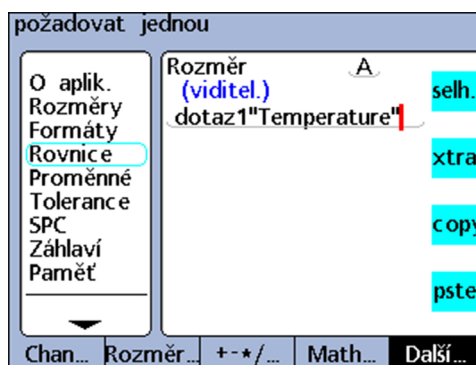 požadovat jednou
O aplik.
Rozměry
Formáty
Rovnice
Proměnné
Tolerance
SPC
Záhlaví
Paměť
Rozměr A
(viditel.)
dotaz1"Temperature"
selh.
xtra
copy
pste
Chan... Rozměr... +-*/... Math... Další...